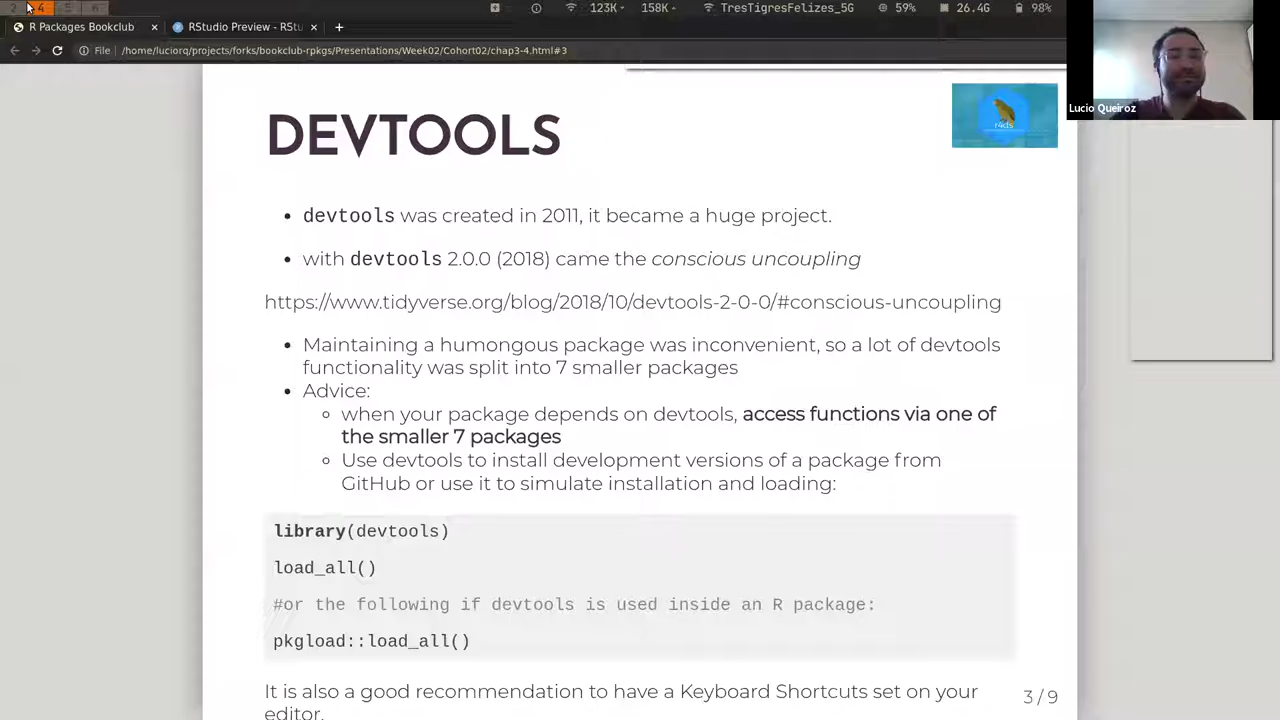 2 4 5 6
123K 158K TresTigresFelizes_5G 59% 26.4G 98%
R Packages Bookclub × RStudio Preview - RStu ×
File /home/luciorq/projects/forks/bookclub-rpkgs/Presentations/Week02/Cohort02/chap3-4.html#3
Lucio Queiroz
r4ds
DEVTOOLS
• devtools was created in 2011, it became a huge project.
• with devtools 2.0.0 (2018) came the conscious uncoupling
https://www.tidyverse.org/blog/2018/10/devtools-2-0-0/#conscious-uncoupling
• Maintaining a humongous package was inconvenient, so a lot of devtools
functionality was split into 7 smaller packages
• Advice:
◦ when your package depends on devtools, access functions via one of
the smaller 7 packages
◦ Use devtools to install development versions of a package from
GitHub or use it to simulate installation and loading:
library(devtools)
load_all()
#or the following if devtools is used inside an R package:
pkgload::load_all()
It is also a good recommendation to have a Keyboard Shortcuts set on your
editor.
3 / 9